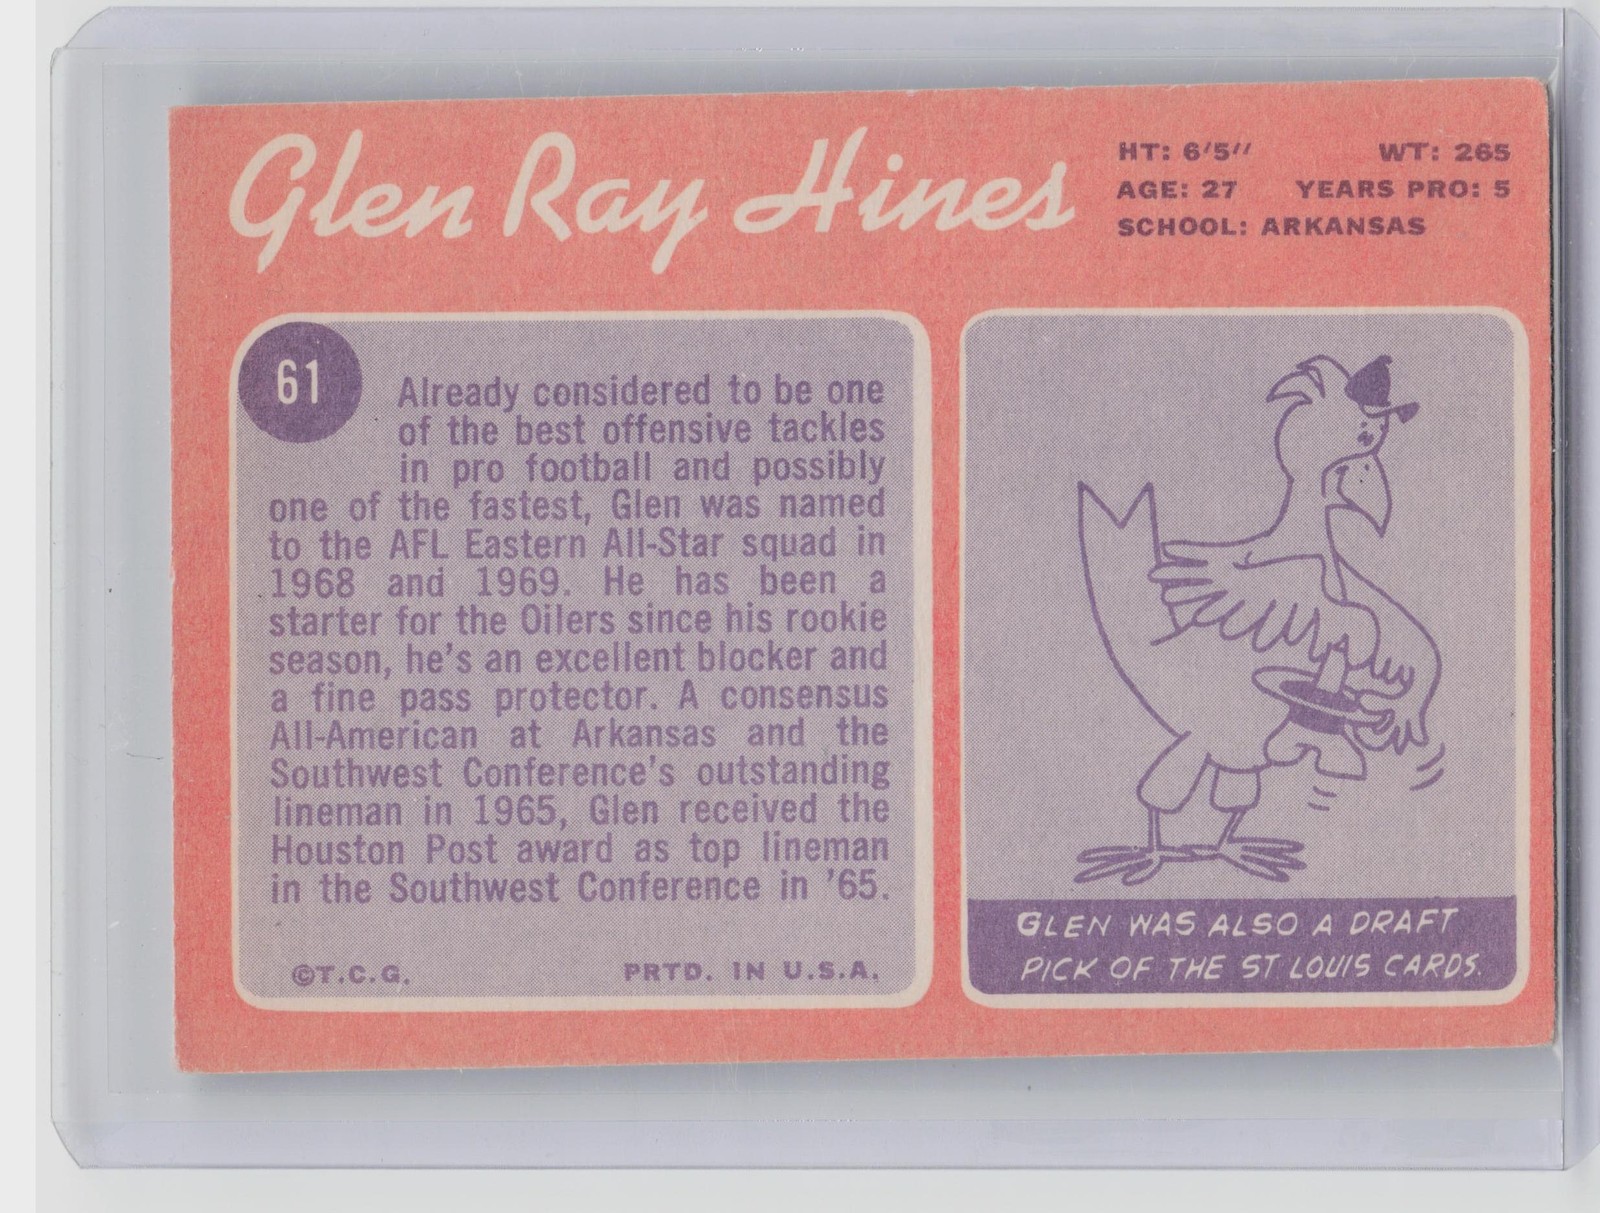 Glen Ray Hines
HT: 6'5" WT: 265
AGE: 27 YEARS PRO: 5
SCHOOL: ARKANSAS
61
Already considered to be one
of the best offensive tackles
in pro football and possibly
one of the fastest, Glen was named
to the AFL Eastern All-Star squad in
1968 and 1969. He has been a
starter for the Oilers since his rookie
season, he's an excellent blocker and
a fine pass protector. A consensus
All-American at Arkansas and the
Southwest Conference's outstanding
lineman in 1965, Glen received the
Houston Post award as top lineman
in the Southwest Conference in '65.
©T.C.G. PRTD. IN U.S.A.
GLEN WAS ALSO A DRAFT
PICK OF THE ST LOUIS CARDS.